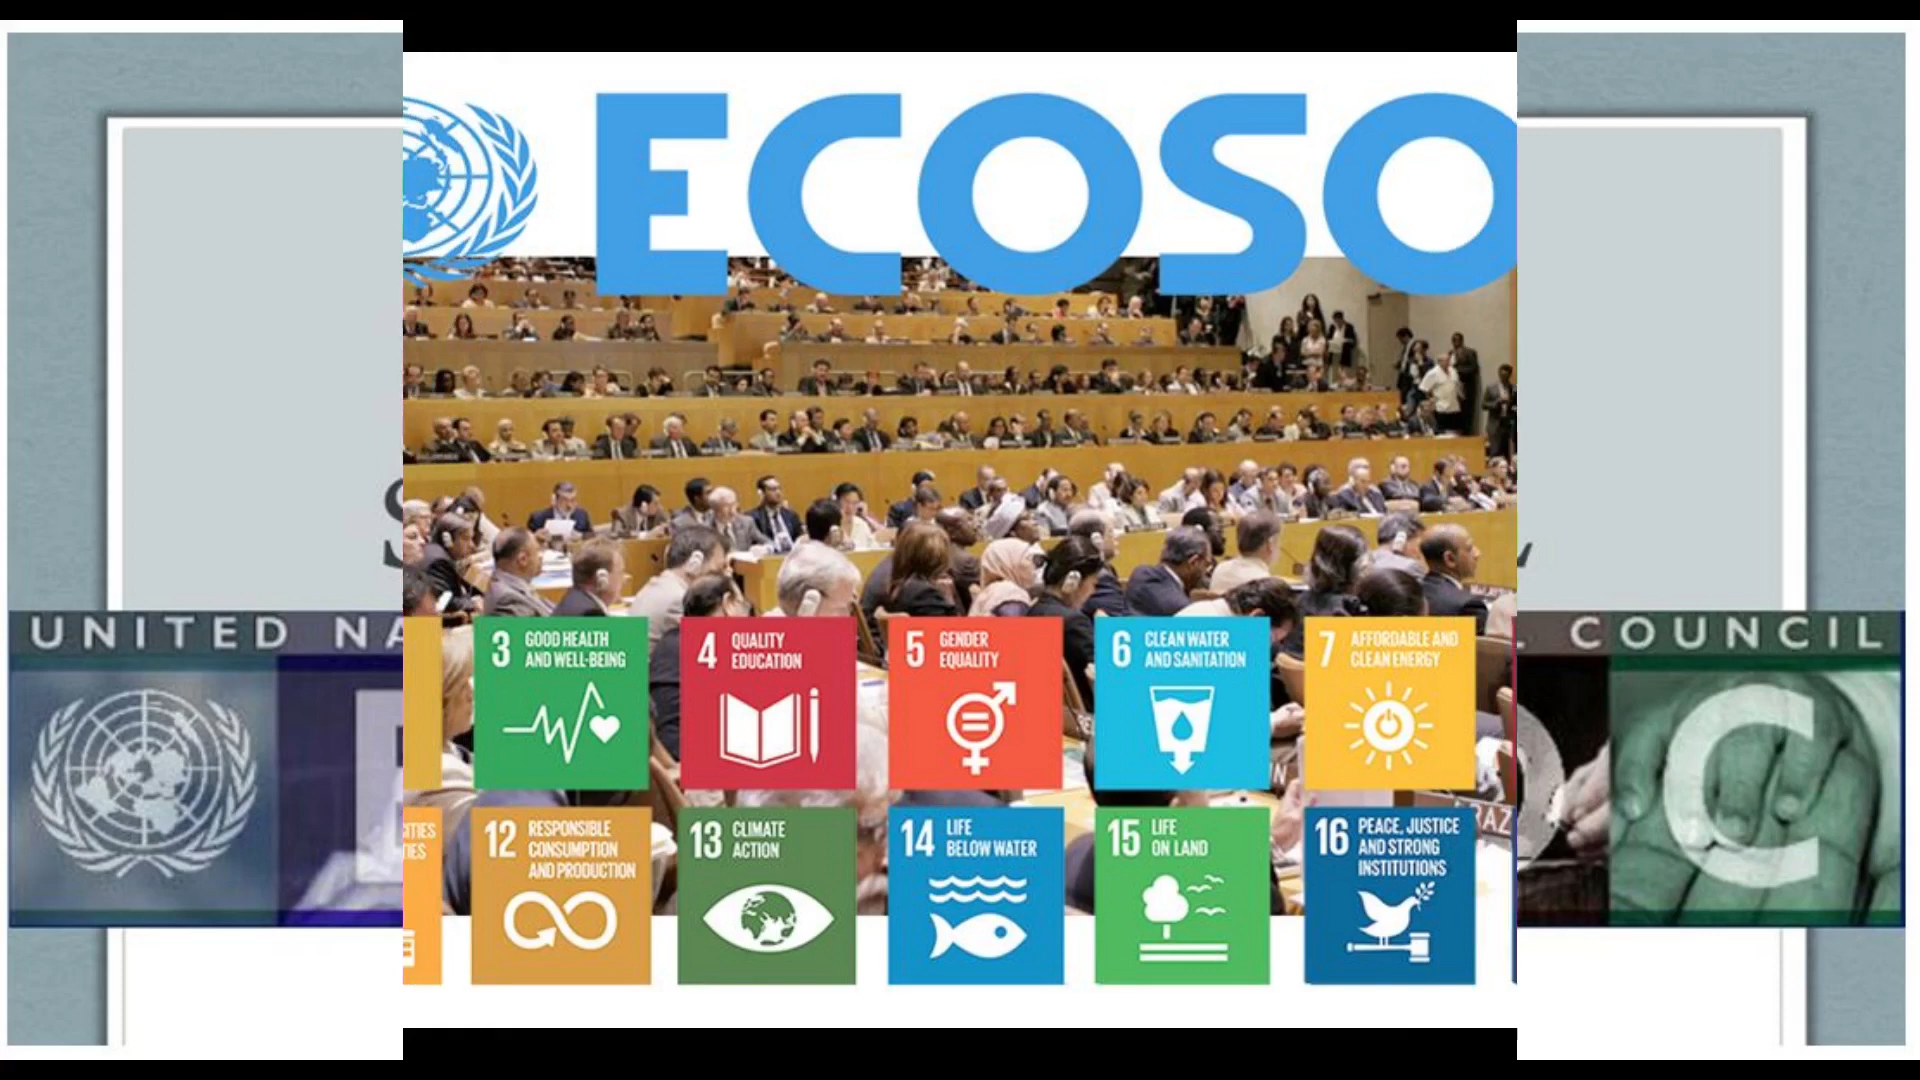 ECOSO
UNITED NA
COUNCIL
C
3 GOOD HEALTH
AND WELL-BEING
4 QUALITY
EDUCATION
5 GENDER
EQUALITY
6 CLEAN WATER
AND SANITATION
7 AFFORDABLE AND
CLEAN ENERGY
CITIES
TIES
12 RESPONSIBLE
CONSUMPTION
AND PRODUCTION
13 CLIMATE
ACTION
14 LIFE
BELOW WATER
15 LIFE
ON LAND
16 PEACE, JUSTICE
AND STRONG
INSTITUTIONS